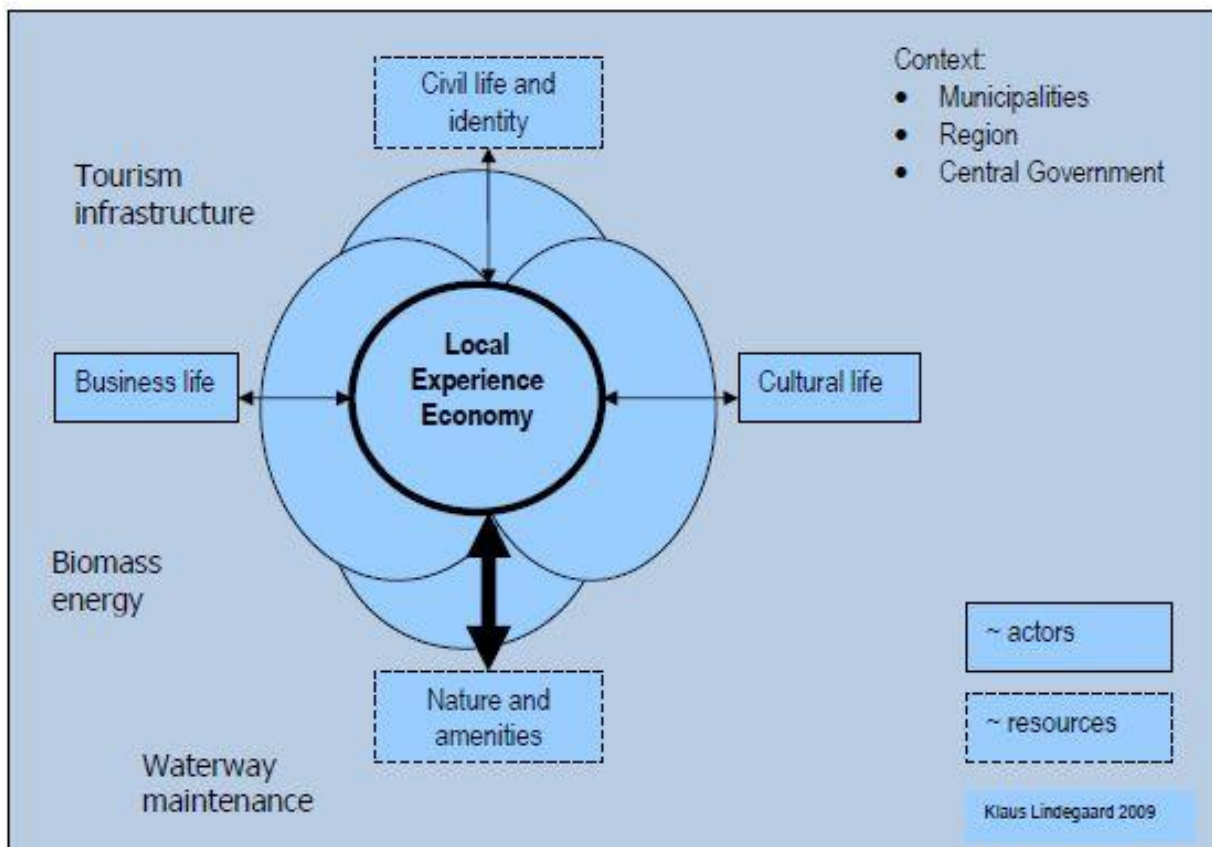 Civil life and
identity
Context:
• Municipalities
• Region
• Central Government
Tourism
infrastructure
Business life
Local
Experience
Economy
Cultural life
Biomass
energy
Nature and
amenities
Waterway
maintenance
~ actors
~ resources
Klaus Lindegaard 2009